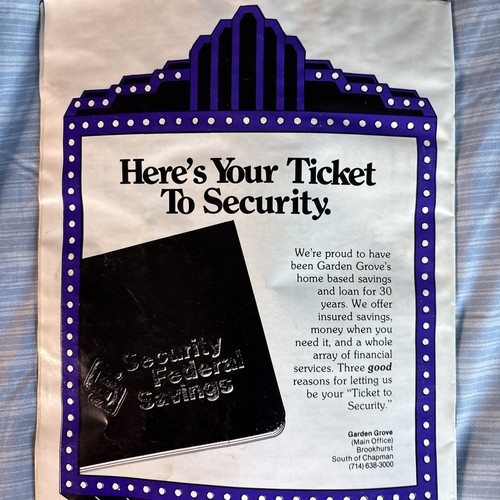 Here's Your Ticket
To Security.
We're proud to have
been Garden Grove's
home based savings
and loan for 30
years. We offer
insured savings,
money when you
need it, and a whole
array of financial
services. Three good
reasons for letting us
be your "Ticket to
Security."
Security
Federal
Savings
Garden Grove
(Main Office)
Brookhurst
South of Chapman
(714) 638-3000